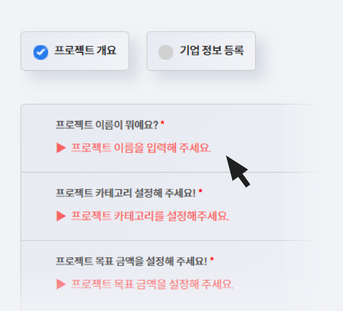 프로젝트 개요
기업 정보 등록
프로젝트 이름이 뭐예요? *
▶ 프로젝트 이름을 입력해 주세요.
프로젝트 카테고리 설정해 주세요! *
▶ 프로젝트 카테고리를 설정해주세요.
프로젝트 목표 금액을 설정해 주세요! *
▶ 프로젝트 목표 금액을 설정해 주세요.